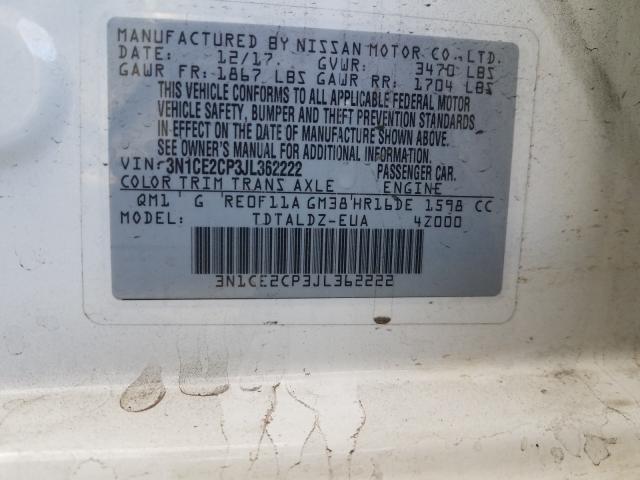 MANUFACTURED BY NISSAN MOTOR CO.,LTD.
DATE: 12/17 GVWR: 3470 LBS
GAWR FR: 1867 LBS GAWR RR: 1704 LBS
THIS VEHICLE CONFORMS TO ALL APPLICABLE FEDERAL MOTOR
VEHICLE SAFETY, BUMPER AND THEFT PREVENTION STANDARDS
IN EFFECT ON THE DATE OF MANUFACTURE SHOWN ABOVE.
SEE OWNER'S MANUAL FOR ADDITIONAL INFORMATION.
VIN: 3N1CE2CP3JL362222 PASSENGER CAR.
COLOR TRIM TRANS AXLE ENGINE
QM1 G RE0F11A GM38 HR16DE 1598 CC
MODEL: TDTALDZ-EUA 4Z000
3N1CE2CP3JL362222